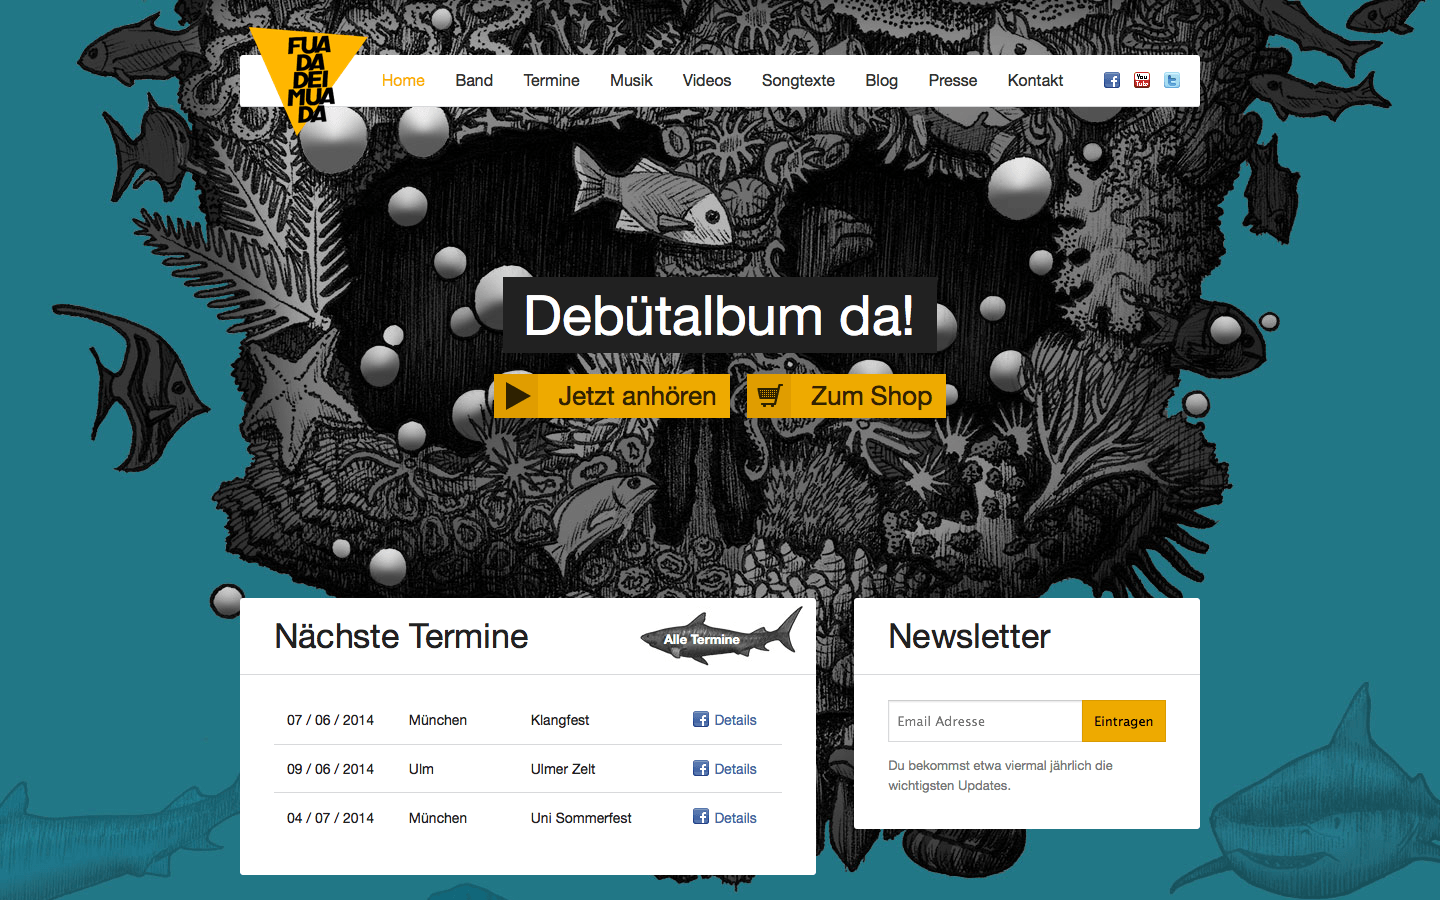 FUA
DA
DEI
MUA
DA
Home Band Termine Musik Videos Songtexte Blog Presse Kontakt
You
Tube
Debütalbum da!
Jetzt anhören Zum Shop
Nächste Termine
Alle Termine
07 / 06 / 2014 München Klangfest Details
09 / 06 / 2014 Ulm Ulmer Zelt Details
04 / 07 / 2014 München Uni Sommerfest Details
Newsletter
Email Adresse Eintragen
Du bekommst etwa viermal jährlich die
wichtigsten Updates.